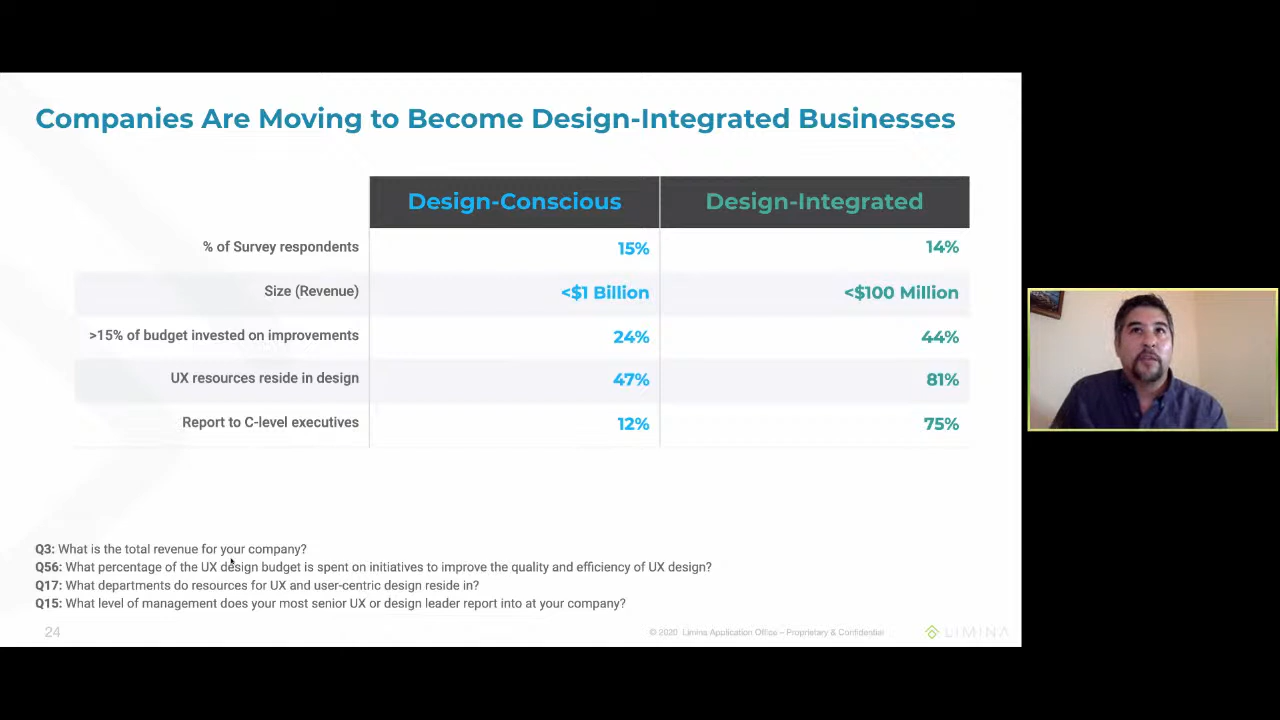 Companies Are Moving to Become Design-Integrated Businesses
Design-Conscious Design-Integrated
% of Survey respondents 15% 14%
Size (Revenue) <$1 Billion <$100 Million
>15% of budget invested on improvements 24% 44%
UX resources reside in design 47% 81%
Report to C-level executives 12% 75%
Q3: What is the total revenue for your company?
Q56: What percentage of the UX design budget is spent on initiatives to improve the quality and efficiency of UX design?
Q17: What departments do resources for UX and user-centric design reside in?
Q15: What level of management does your most senior UX or design leader report into at your company?
24 © 2020 Limina Application Office – Proprietary & Confidential LIMINA